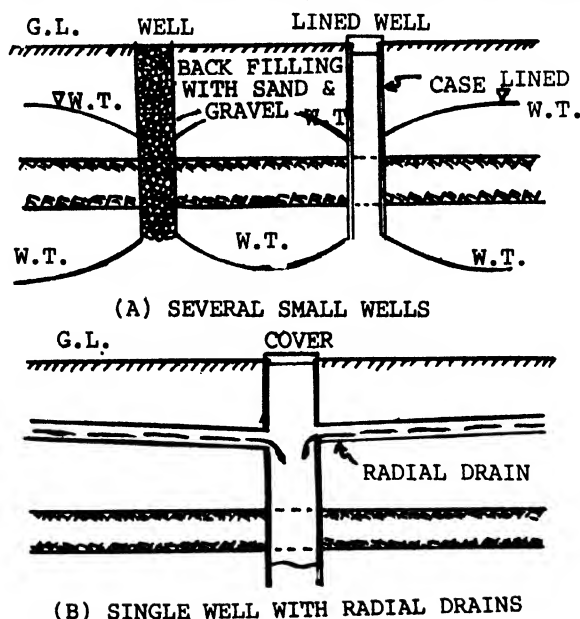 G.L. WELL LINED WELL
BACK FILLING
WITH SAND &
GRAVEL
CASE LINED
W.T. W.T. W.T.
W.T. W.T. W.T.
(A) SEVERAL SMALL WELLS
G.L. COVER
RADIAL DRAIN
(B) SINGLE WELL WITH RADIAL DRAINS